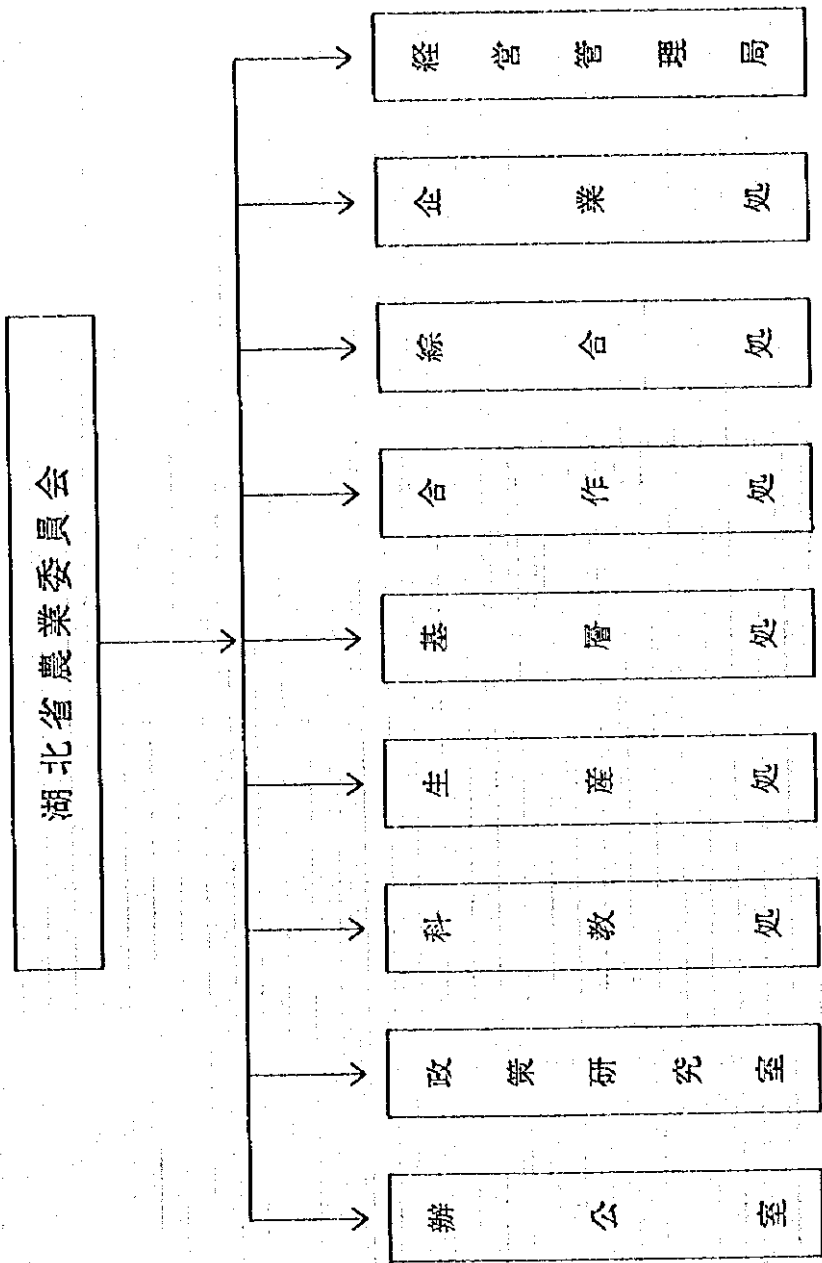 湖北省農業委員会
辦公室
政策研究室
科教処
生産処
基層処
合作処
綜合処
企業処
経営管理局